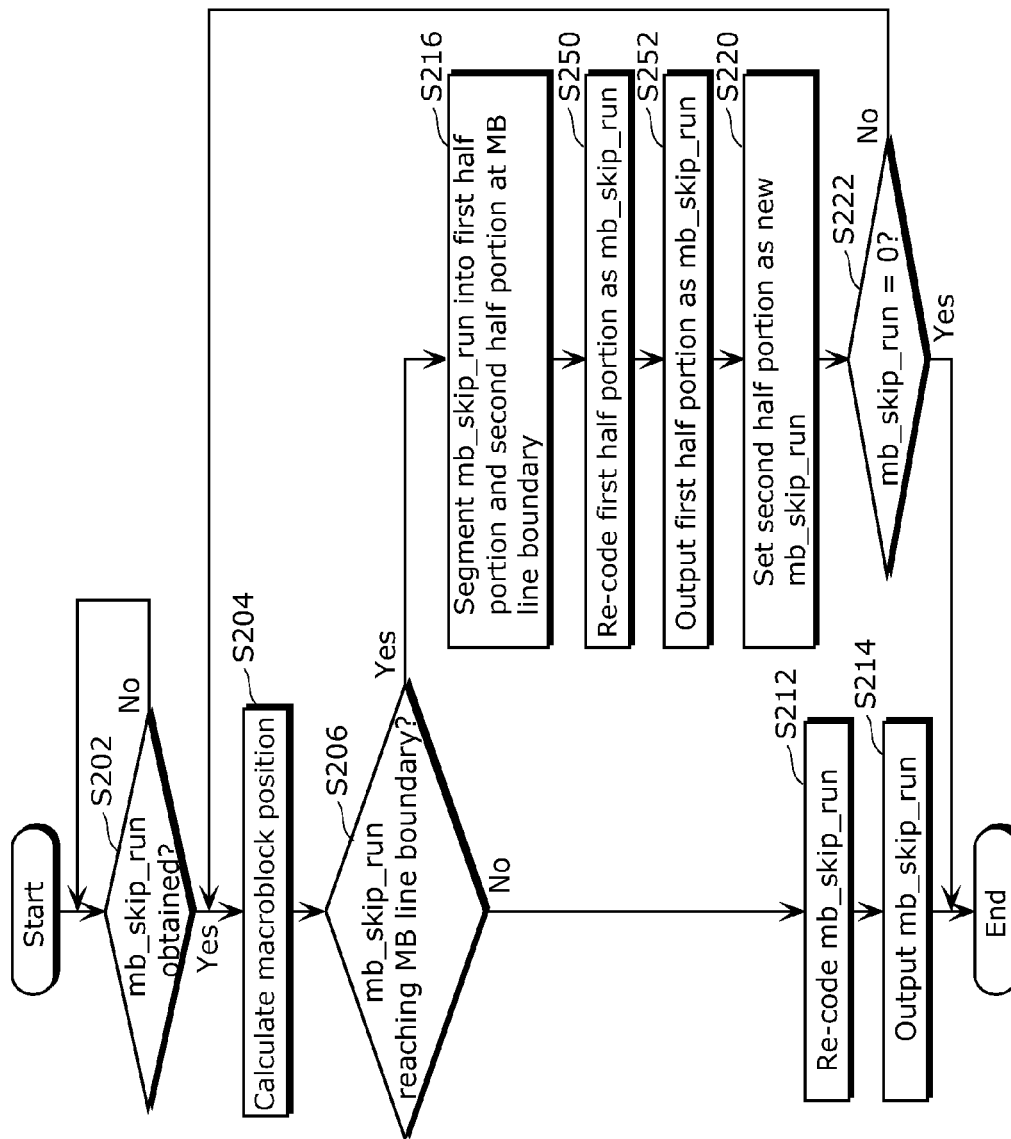 Start
S202
mb_skip_run
obtained?
No
Yes
S204
Calculate macroblock position
S206
mb_skip_run
reaching MB line boundary?
Yes
No
S216
Segment mb_skip_run into first half
portion and second half portion at MB
line boundary
S250
Re-code first half portion as mb_skip_run
S252
Output first half portion as mb_skip_run
S220
Set second half portion as new
mb_skip_run
S222
mb_skip_run = 0?
No
Yes
S212
Re-code mb_skip_run
S214
Output mb_skip_run
End